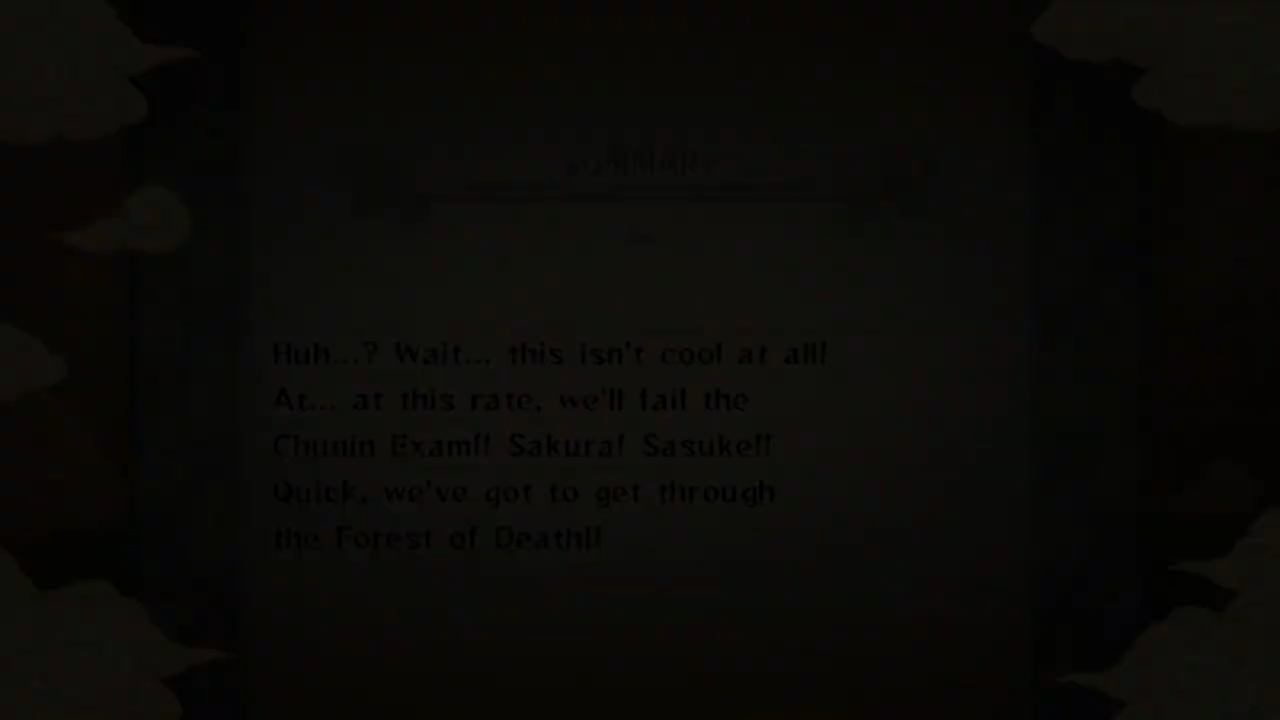 SUMMARY
Huh...? Wait... this isn't cool at all!
At... at this rate, we'll fail the
Chunin Exam!! Sakura! Sasuke!!
Quick, we've got to get through
the Forest of Death!!